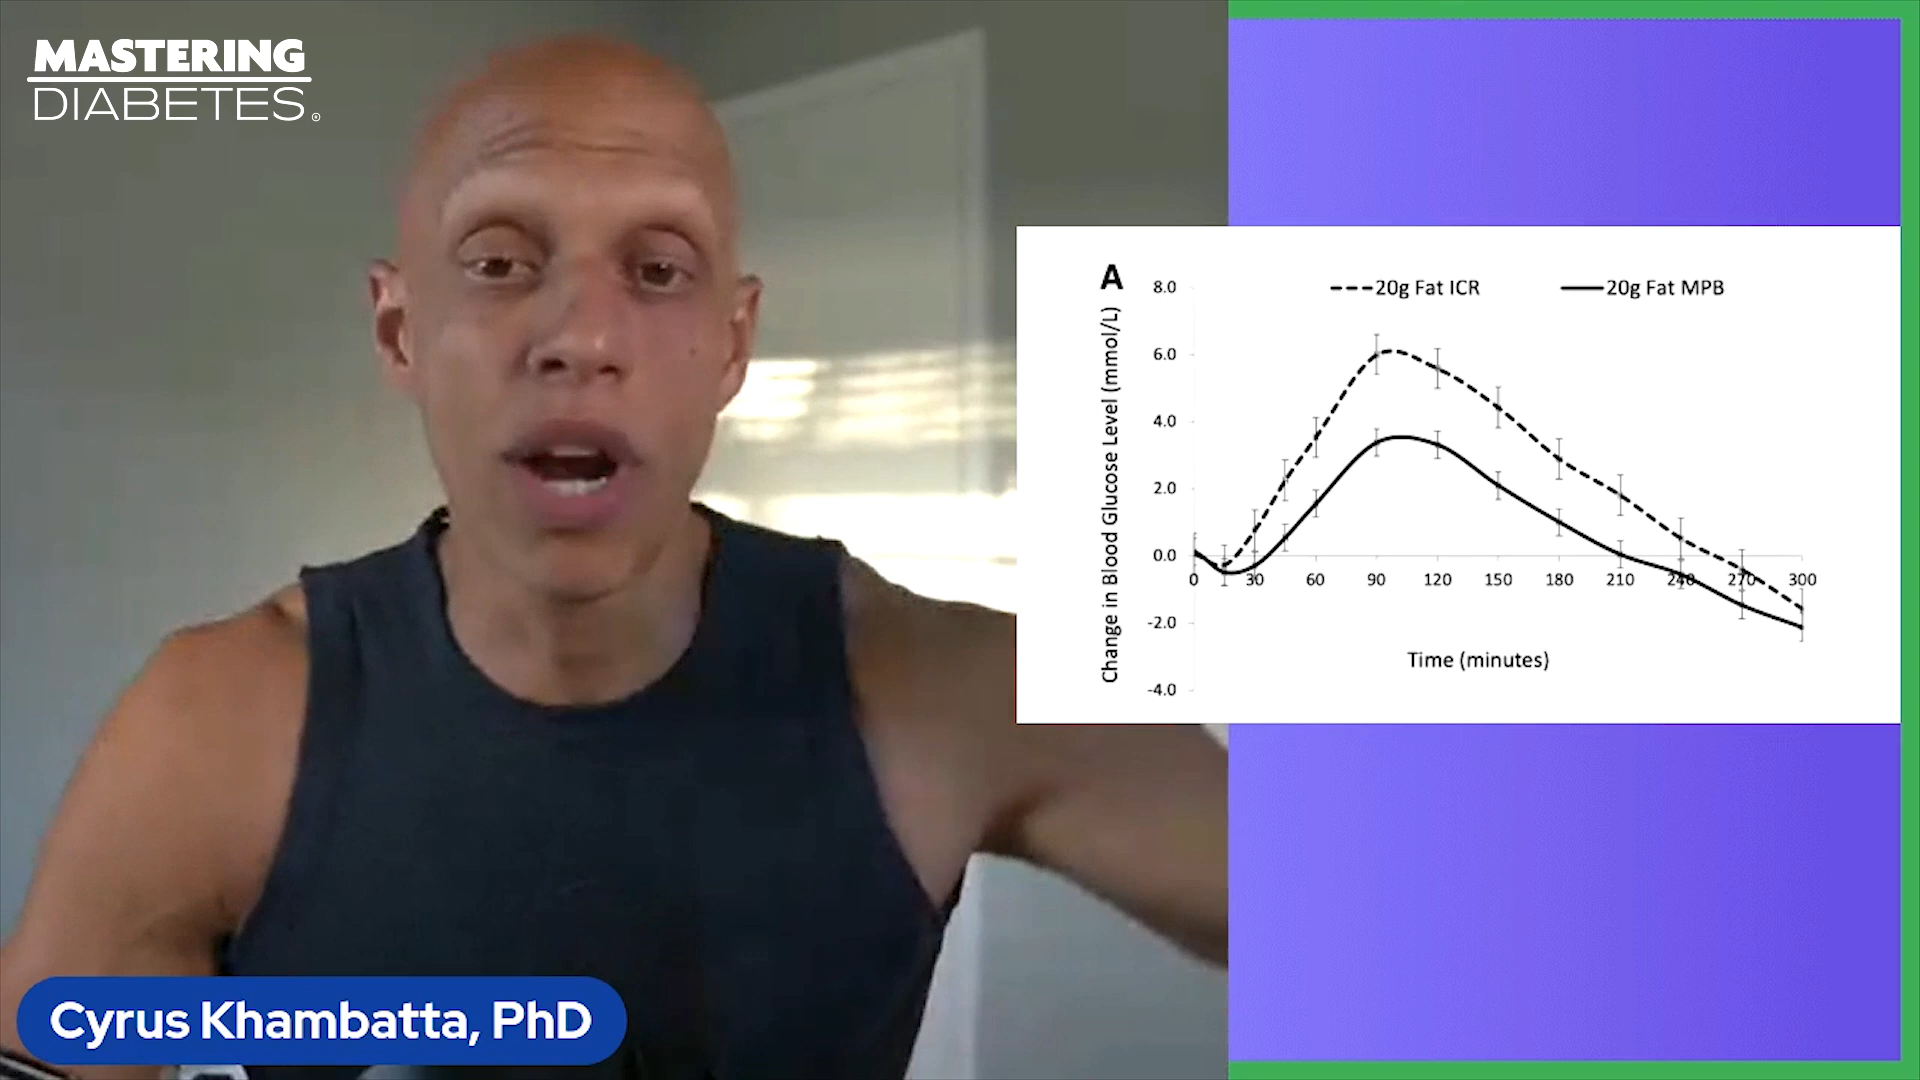 MASTERING
DIABETES®
A
20g Fat ICR
20g Fat MPB
Change in Blood Glucose Level (mmol/L)
8.0
6.0
4.0
2.0
0.0
-2.0
-4.0
0 30 60 90 120 150 180 210 240 270 300
Time (minutes)
Cyrus Khambatta, PhD